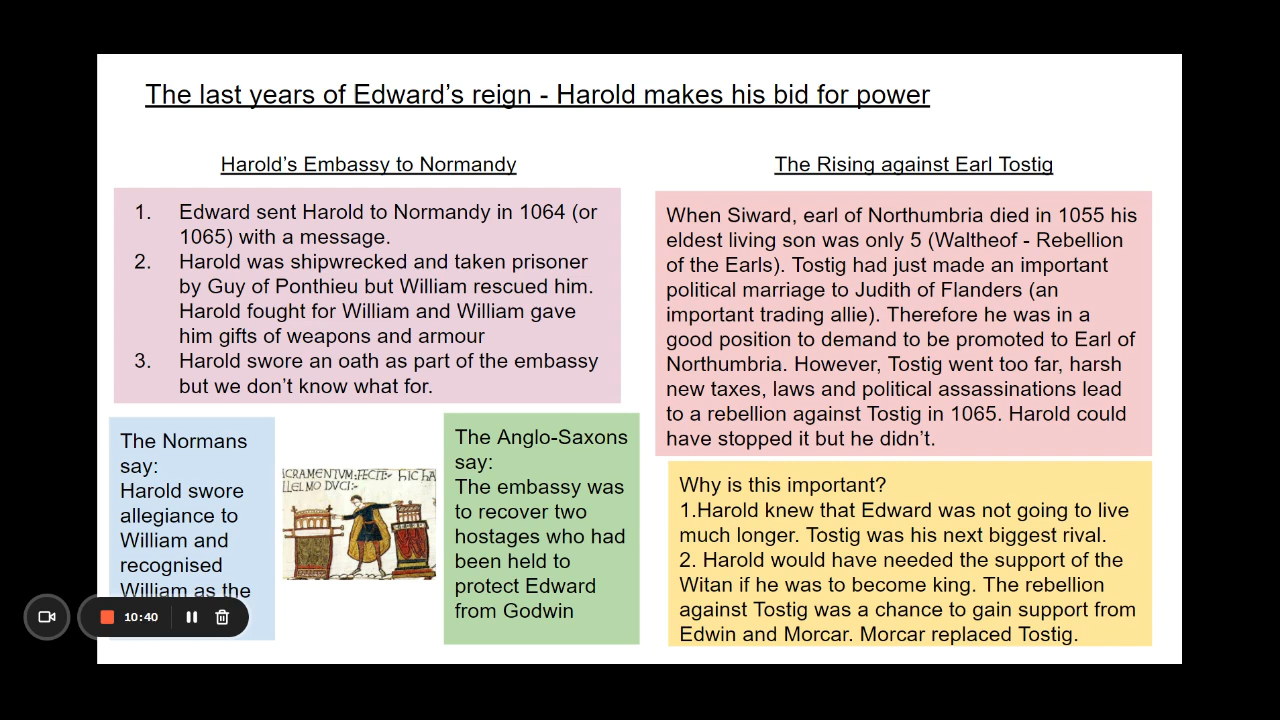 The last years of Edward's reign - Harold makes his bid for power
Harold's Embassy to Normandy
1. Edward sent Harold to Normandy in 1064 (or
1065) with a message.
2. Harold was shipwrecked and taken prisoner
by Guy of Ponthieu but William rescued him.
Harold fought for William and William gave
him gifts of weapons and armour
3. Harold swore an oath as part of the embassy
but we don't know what for.
The Normans
say:
Harold swore
allegiance to
William and
recognised
William as the
10:40
ICRAMENTVM:FECIT:- hIC hA
LLELMO DVCI:-
The Anglo-Saxons
say:
The embassy was
to recover two
hostages who had
been held to
protect Edward
from Godwin
The Rising against Earl Tostig
When Siward, earl of Northumbria died in 1055 his
eldest living son was only 5 (Waltheof - Rebellion
of the Earls). Tostig had just made an important
political marriage to Judith of Flanders (an
important trading allie). Therefore he was in a
good position to demand to be promoted to Earl of
Northumbria. However, Tostig went too far, harsh
new taxes, laws and political assassinations lead
to a rebellion against Tostig in 1065. Harold could
have stopped it but he didn't.
Why is this important?
1.Harold knew that Edward was not going to live
much longer. Tostig was his next biggest rival.
2. Harold would have needed the support of the
Witan if he was to become king. The rebellion
against Tostig was a chance to gain support from
Edwin and Morcar. Morcar replaced Tostig.